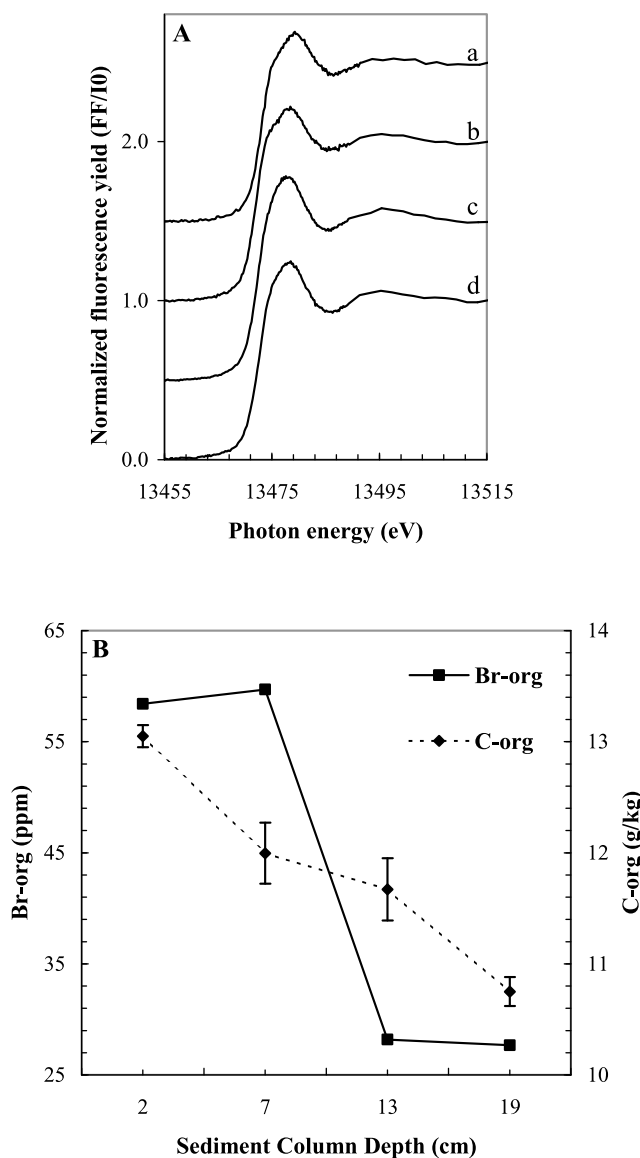 A
Normalized fluorescence yield (FF/I0)
a
b
c
d
2.0
1.0
0.0
13455 13475 13495 13515
Photon energy (eV)
B
Br-org
C-org
65
55
45
35
25
14
13
12
11
10
Br-org (ppm)
C-org (g/kg)
2 7 13 19
Sediment Column Depth (cm)